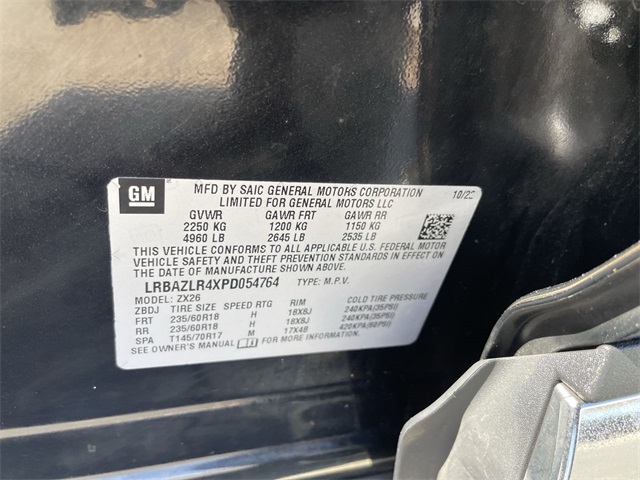 GM
MFD BY SAIC GENERAL MOTORS CORPORATION
LIMITED FOR GENERAL MOTORS LLC
10/22
GVWR GAWR FRT GAWR RR
2250 KG 1200 KG 1150 KG
4960 LB 2645 LB 2535 LB
THIS VEHICLE CONFORMS TO ALL APPLICABLE U.S. FEDERAL MOTOR
VEHICLE SAFETY AND THEFT PREVENTION STANDARDS IN EFFECT ON
THE DATE OF MANUFACTURE SHOWN ABOVE.
LRBAZLR4XPD054764 TYPE: M.P.V.
MODEL: ZX26
ZBDJ TIRE SIZE SPEED RTG RIM COLD TIRE PRESSURE
FRT 235/60R18 H 18X8J 240KPA(35PSI)
RR 235/60R18 H 18X8J 240KPA(35PSI)
SPA T145/70R17 M 17X4B 420KPA(60PSI)
SEE OWNER'S MANUAL FOR MORE INFORMATION.